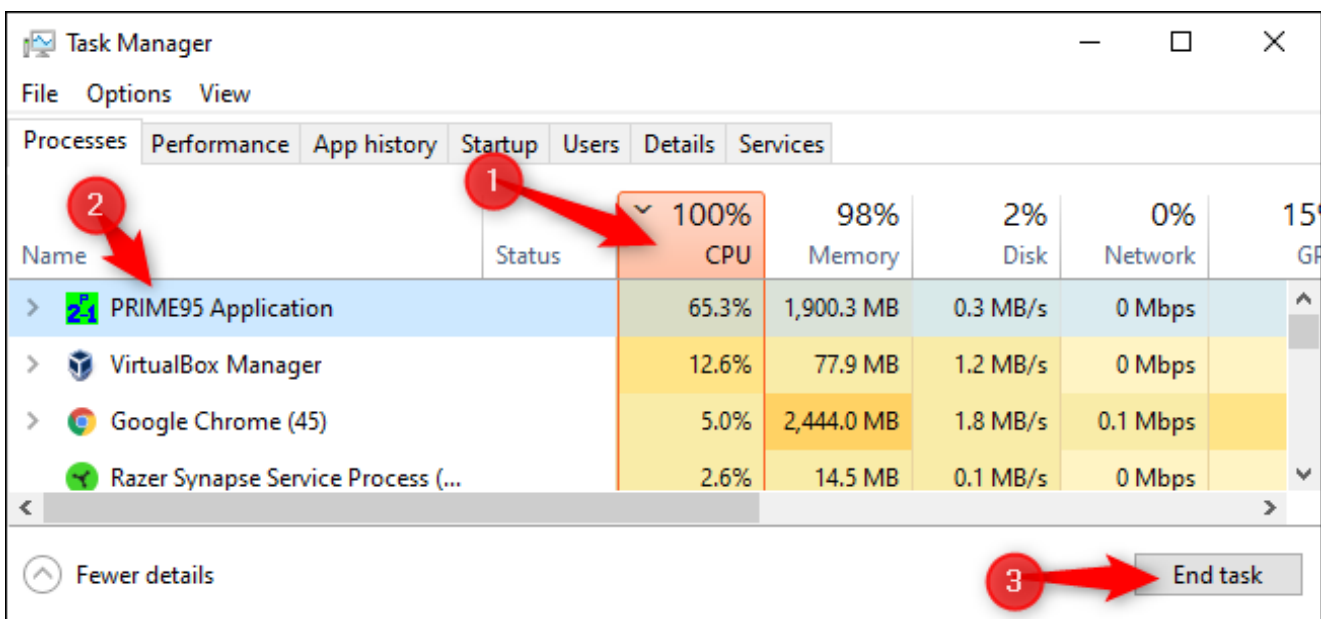 Task Manager
File Options View
Processes Performance App history Startup Users Details Services
1
2
100% 98% 2% 0% 15%
Name Status CPU Memory Disk Network
PRIME95 Application 65.3% 1,900.3 MB 0.3 MB/s 0 Mbps
VirtualBox Manager 12.6% 77.9 MB 1.2 MB/s 0 Mbps
Google Chrome (45) 5.0% 2,444.0 MB 1.8 MB/s 0.1 Mbps
Razer Synapse Service Process (... 2.6% 14.5 MB 0.1 MB/s 0 Mbps
Fewer details 3 End task